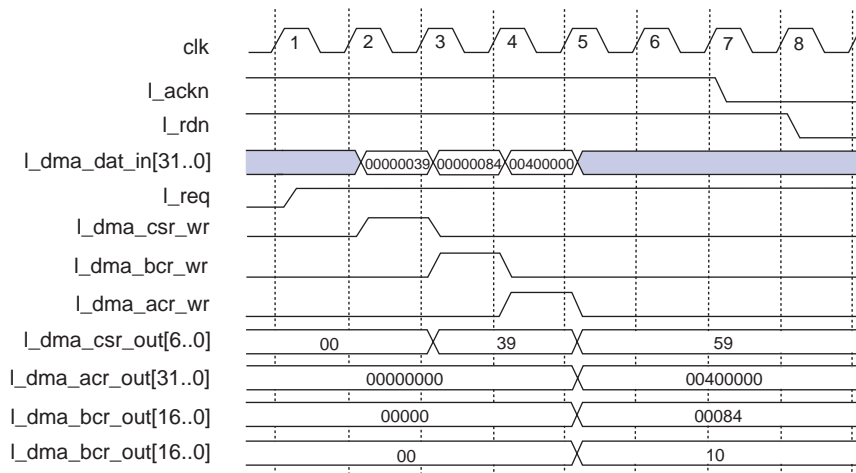 clk 1 2 3 4 5 6 7 8
l_ackn
l_rdn
l_dma_dat_in[31..0] 00000039 00000084 00400000
l_req
l_dma_csr_wr
l_dma_bcr_wr
l_dma_acr_wr
l_dma_csr_out[6..0] 00 39 59
l_dma_acr_out[31..0] 00000000 00400000
l_dma_bcr_out[16..0] 00000 00084
l_dma_bcr_out[16..0] 00 10